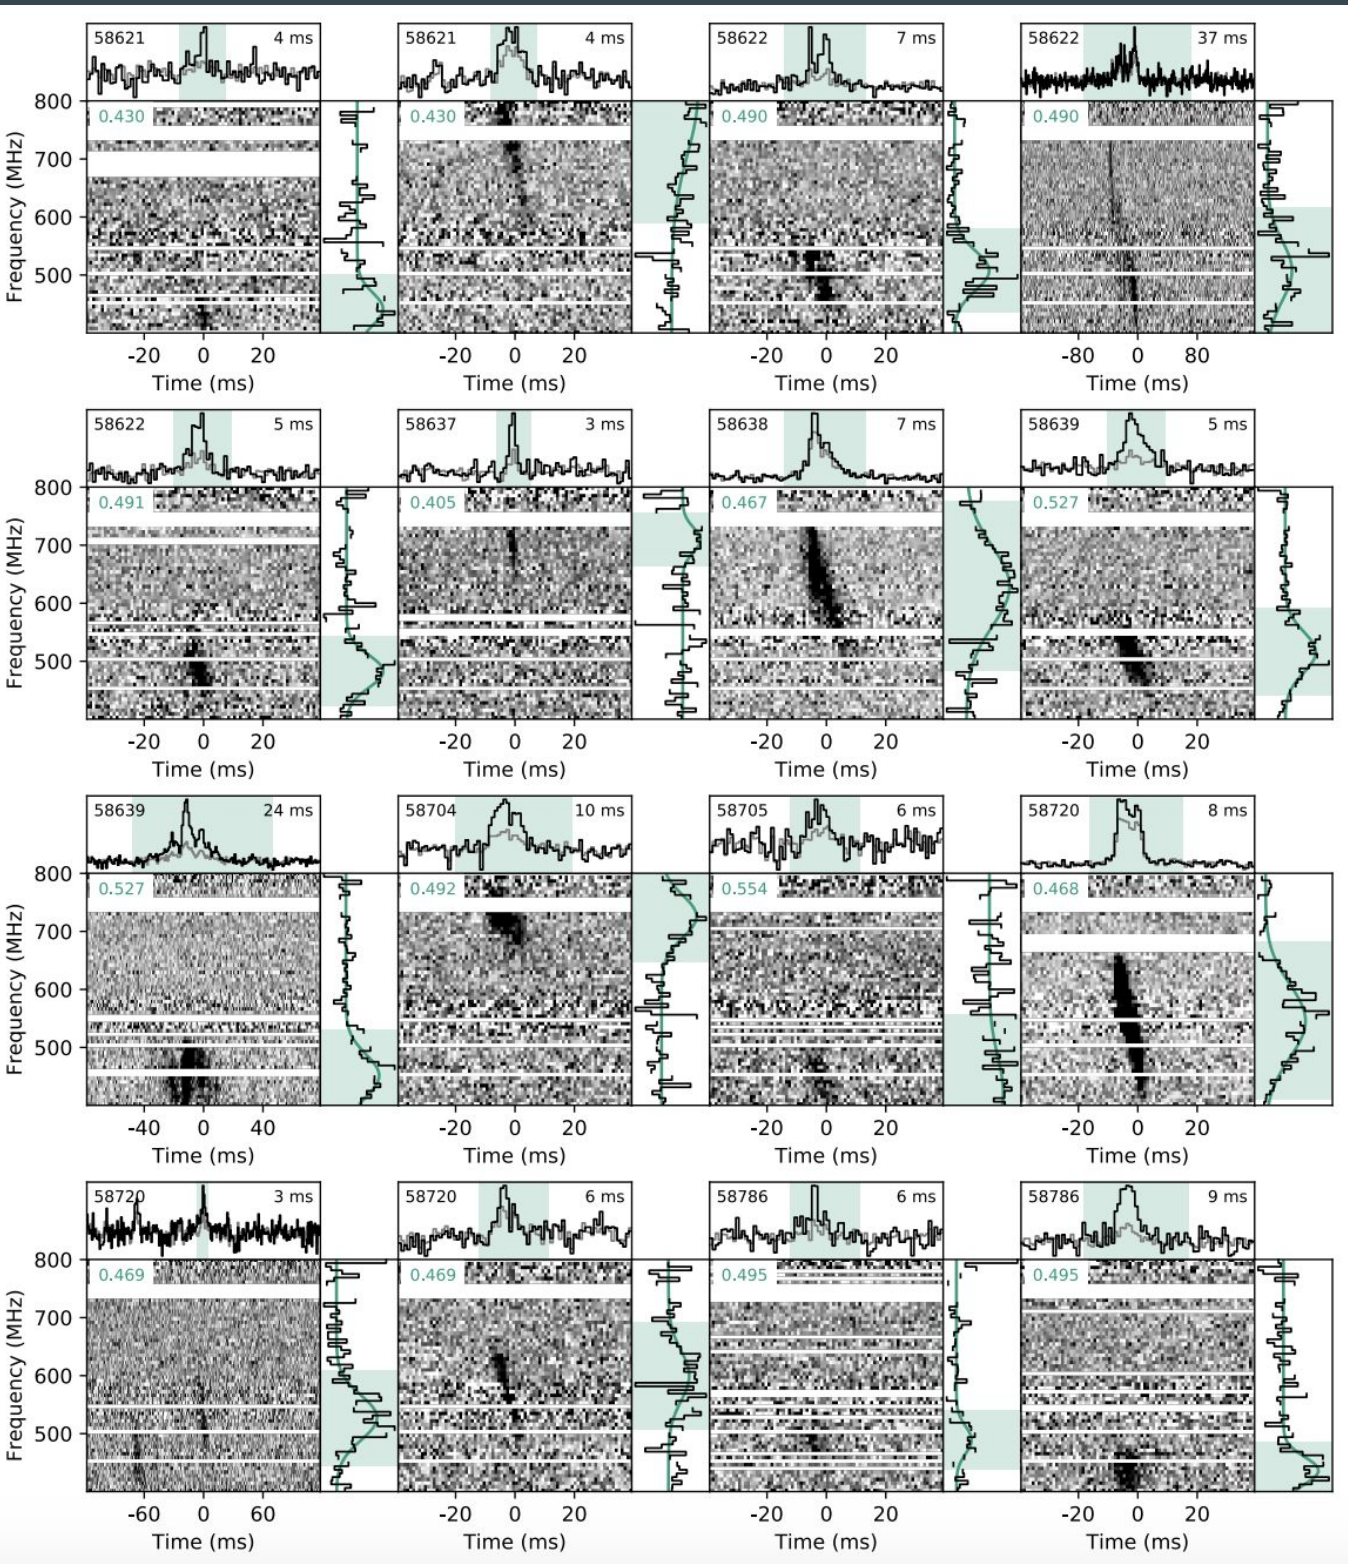 58621 4 ms 58621 4 ms 58622 7 ms 58622 37 ms
800 0.430 0.430 0.490 0.490
700
600
500
Frequency (MHz)
-20 0 20 -20 0 20 -20 0 20 -80 0 80
Time (ms) Time (ms) Time (ms) Time (ms)
58622 5 ms 58637 3 ms 58638 7 ms 58639 5 ms
800 0.491 0.405 0.467 0.527
700
600
500
Frequency (MHz)
-20 0 20 -20 0 20 -20 0 20 -20 0 20
Time (ms) Time (ms) Time (ms) Time (ms)
58639 24 ms 58704 10 ms 58705 6 ms 58720 8 ms
800 0.527 0.492 0.554 0.468
700
600
500
Frequency (MHz)
-40 0 40 -20 0 20 -20 0 20 -20 0 20
Time (ms) Time (ms) Time (ms) Time (ms)
58720 3 ms 58720 6 ms 58786 6 ms 58786 9 ms
800 0.469 0.469 0.495 0.495
700
600
500
Frequency (MHz)
-60 0 60 -20 0 20 -20 0 20 -20 0 20
Time (ms) Time (ms) Time (ms) Time (ms)